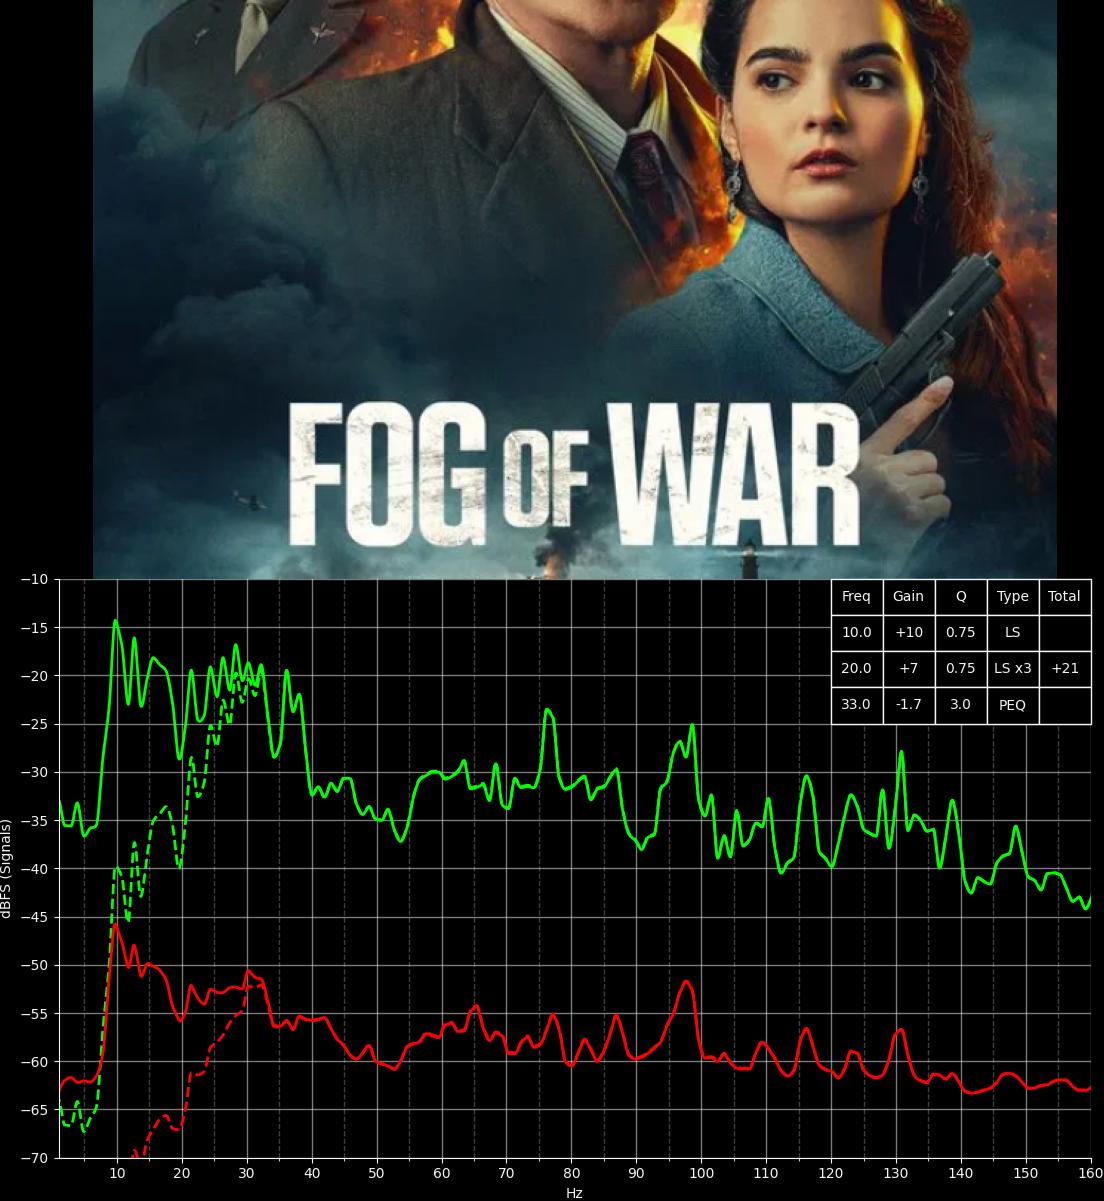 FOG OF WAR
Freq Gain Q Type Total
10.0 +10 0.75 LS
20.0 +7 0.75 LS x3 +21
33.0 -1.7 3.0 PEQ
−10
−15
−20
−25
−30
−35
−40
−45
−50
−55
−60
−65
−70
dBFS (Signals)
10 20 30 40 50 60 70 80 90 100 110 120 130 140 150 160
Hz